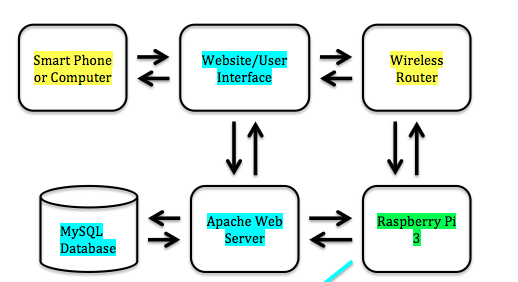 Smart Phone
or Computer
Website/User
Interface
Wireless
Router
MySQL
Database
Apache Web
Server
Raspberry Pi
3